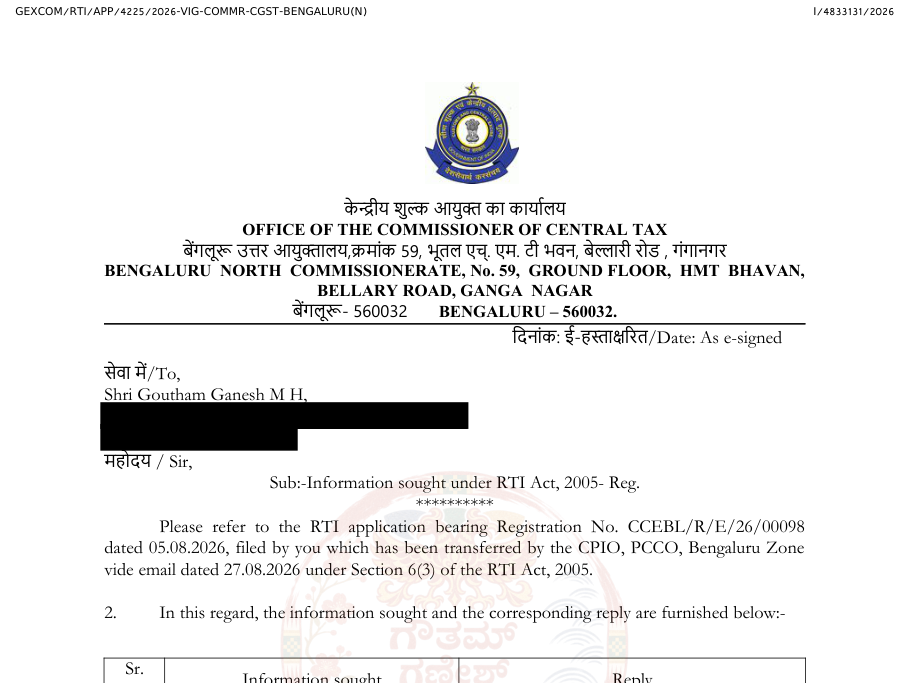 GEXCOM/RTI/APP/4225/2026-VIG-COMMR-CGST-BENGALURU(N) I/4833131/2026
केन्द्रीय शुल्क आयुक्त का कार्यालय
OFFICE OF THE COMMISSIONER OF CENTRAL TAX
बेंगलूरू उत्तर आयुक्तालय,क्रमांक 59, भूतल एच्. एम. टी भवन, बेल्लारी रोड , गंगानगर
BENGALURU NORTH COMMISSIONERATE, No. 59, GROUND FLOOR, HMT BHAVAN,
BELLARY ROAD, GANGA NAGAR
बेंगलूरू- 560032 BENGALURU – 560032.
दिनांक: ई-हस्ताक्षरित/Date: As e-signed
सेवा में/To,
Shri Goutham Ganesh M H,
महोदय / Sir,
Sub:-Information sought under RTI Act, 2005- Reg.
**********
Please refer to the RTI application bearing Registration No. CCEBL/R/E/26/00098
dated 05.08.2026, filed by you which has been transferred by the CPIO, PCCO, Bengaluru Zone
vide email dated 27.08.2026 under Section 6(3) of the RTI Act, 2005.
2. In this regard, the information sought and the corresponding reply are furnished below:-
ಗೌತಮ್
ಗಣೇಶ್
Sr.
Information sought Reply